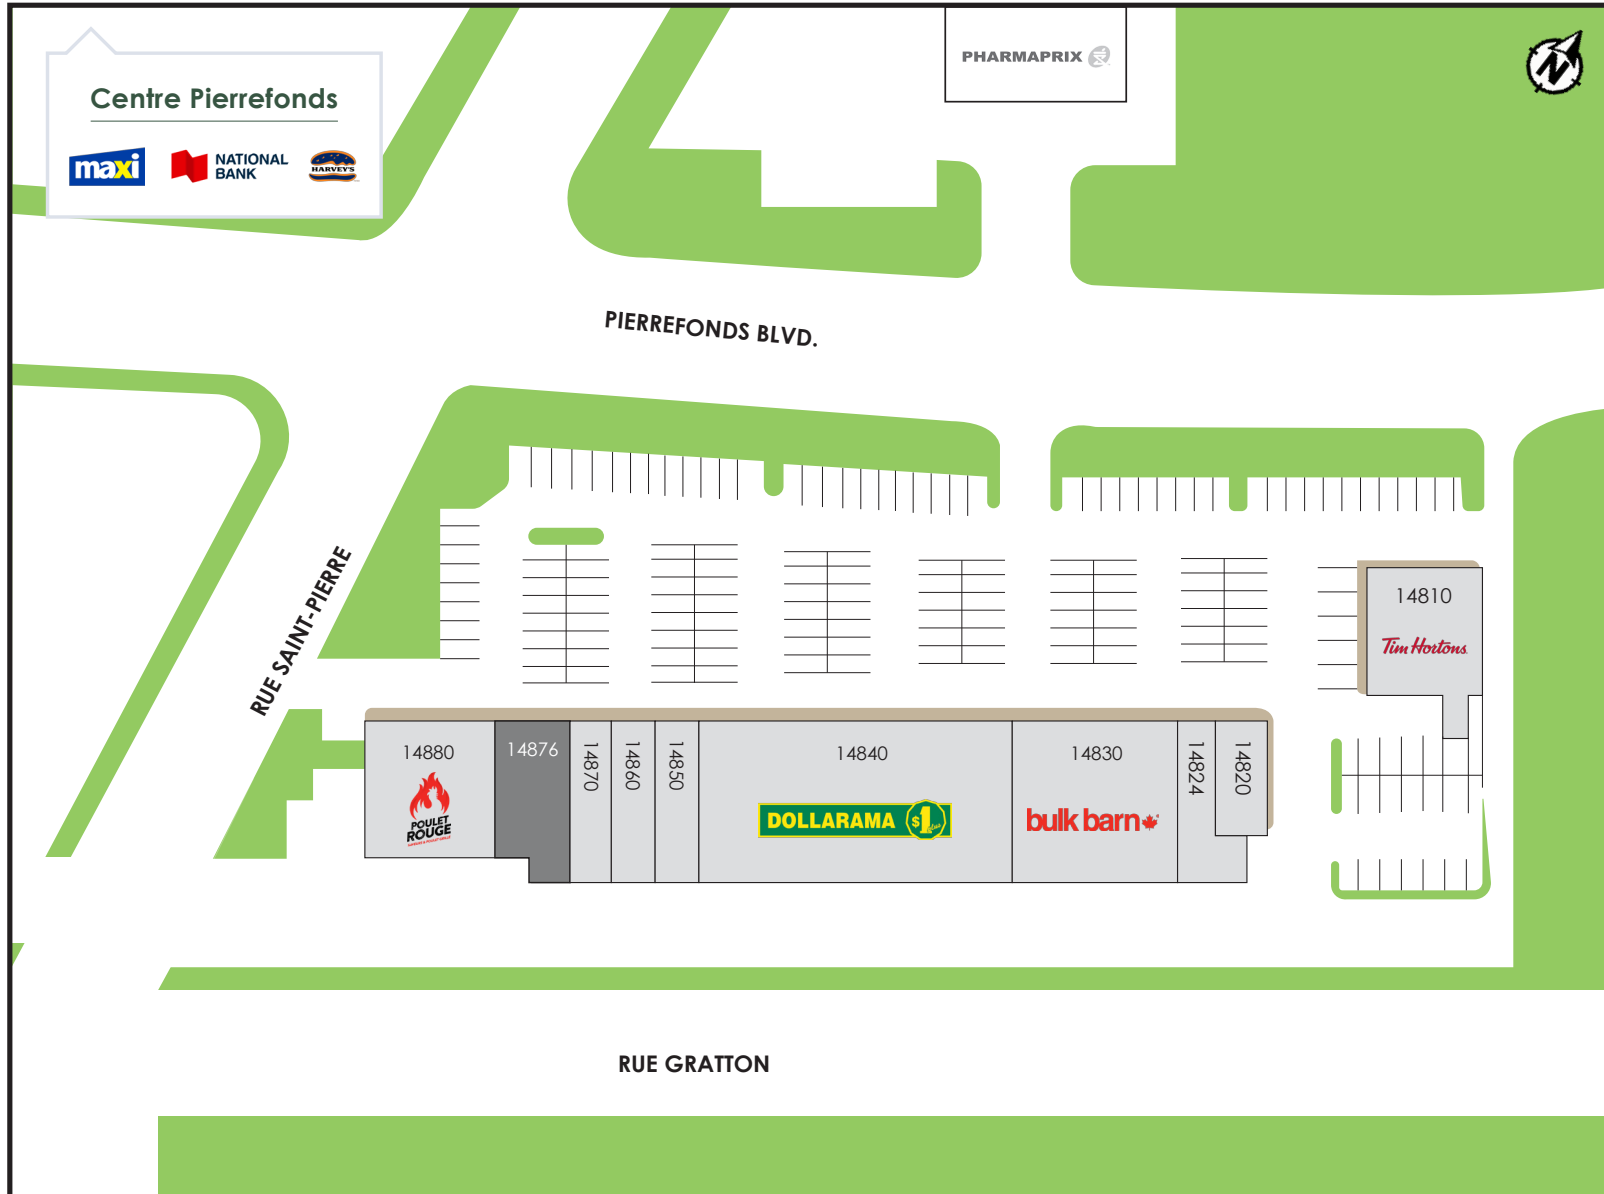 PHARMAPRIX
N
Centre Pierrefonds
maxi
NATIONAL
BANK
HARVEY'S
PIERREFONDS BLVD.
RUE SAINT-PIERRE
14810
Tim Hortons
14880
14876
14870
14860
14850
14840
14830
14824
14820
POULET
ROUGE
DOLLARAMA $1
bulk barn
RUE GRATTON